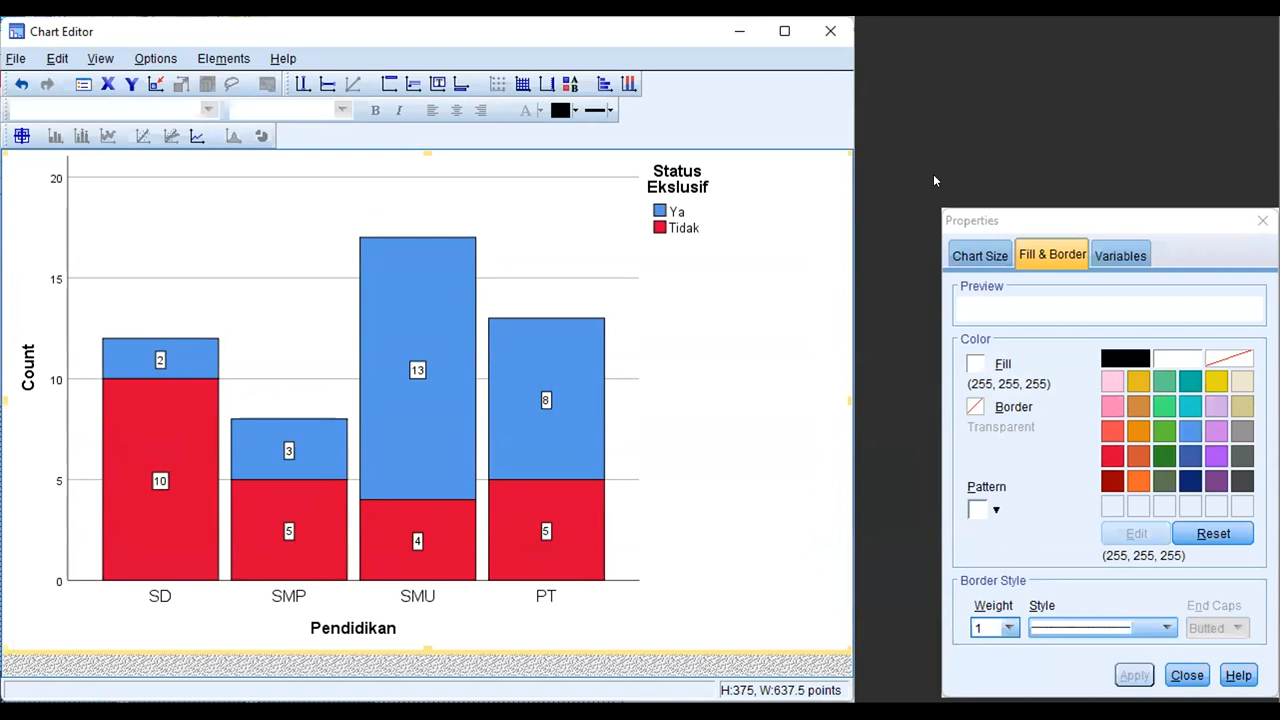 Chart Editor
File Edit View Options Elements Help
X Y
B I A
Status
Ekslusif
Ya
Tidak
20
15
10
5
0
Count
2
10
3
5
13
4
8
5
SD SMP SMU PT
Pendidikan
H:375, W:637.5 points
Properties
Chart Size Fill & Border Variables
Preview
Color
Fill
(255, 255, 255)
Border
Transparent
Pattern
Edit Reset
(255, 255, 255)
Border Style
Weight Style End Caps
1 Butted
Apply Close Help